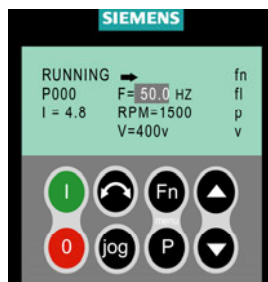 SIEMENS
RUNNING ➡ fn
P000 F= 50.0 HZ fl
I = 4.8 RPM=1500 p
V=400v v
I Fn
menu
0 jog P